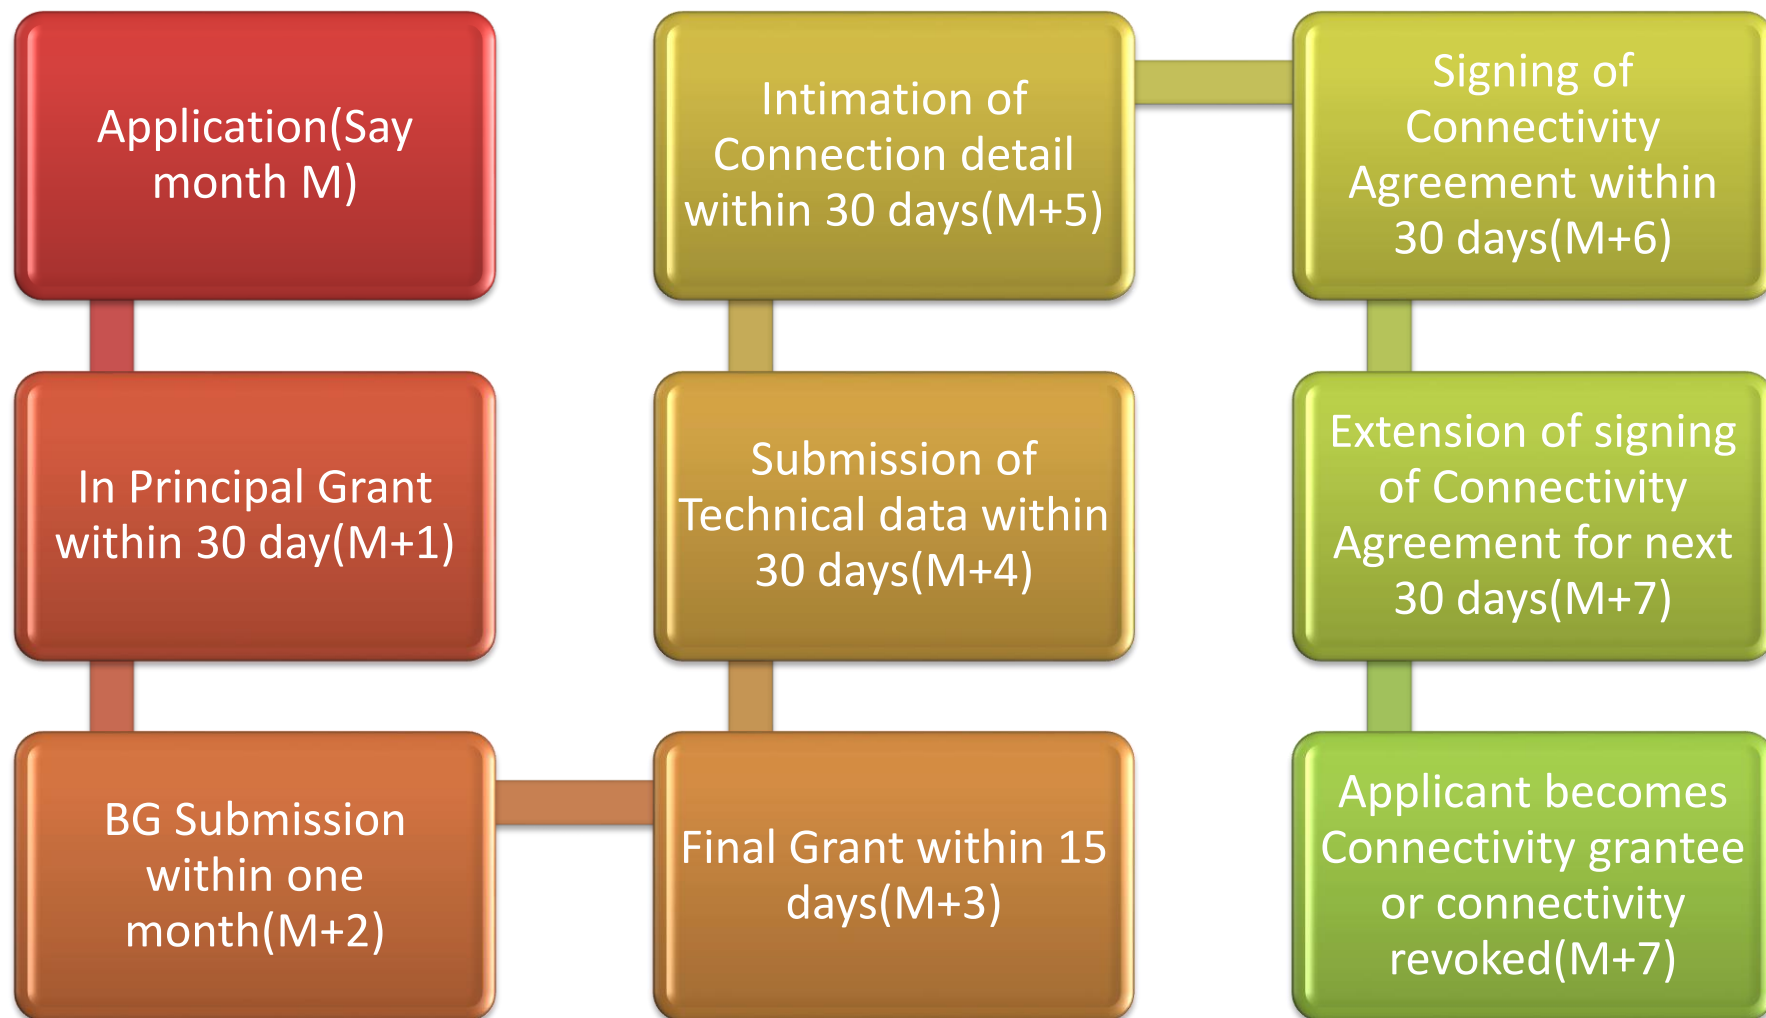 Application(Say
month M)
In Principal Grant
within 30 day(M+1)
BG Submission
within one
month(M+2)
Final Grant within 15
days(M+3)
Submission of
Technical data within
30 days(M+4)
Intimation of
Connection detail
within 30 days(M+5)
Signing of
Connectivity
Agreement within
30 days(M+6)
Extension of signing
of Connectivity
Agreement for next
30 days(M+7)
Applicant becomes
Connectivity grantee
or connectivity
revoked(M+7)